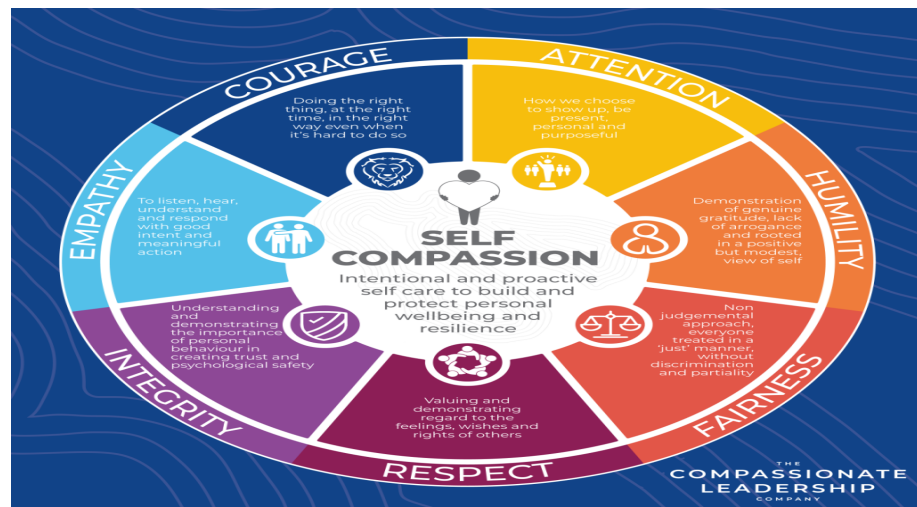 COURAGE
Doing the right
thing, at the right
time, in the right
way even when
it's hard to do so
ATTENTION
How we choose
to show up, be
present,
personal and
purposeful
HUMILITY
Demonstration
of genuine
gratitude, lack
of arrogance
and rooted
in a positive
but modest,
view of self
FAIRNESS
Non
judgemental
approach,
everyone
treated in a
'just' manner,
without
discrimination
and partiality
RESPECT
Valuing and
demonstrating
regard to the
feelings, wishes and
rights of others
INTEGRITY
Understanding
and
demonstrating
the importance
of personal
behaviour in
creating trust and
psychological safety
EMPATHY
To listen, hear,
understand
and respond
with good
intent and
meaningful
action
SELF
COMPASSION
Intentional and proactive
self care to build and
protect personal
wellbeing and
resilience
THE
COMPASSIONATE
LEADERSHIP
COMPANY